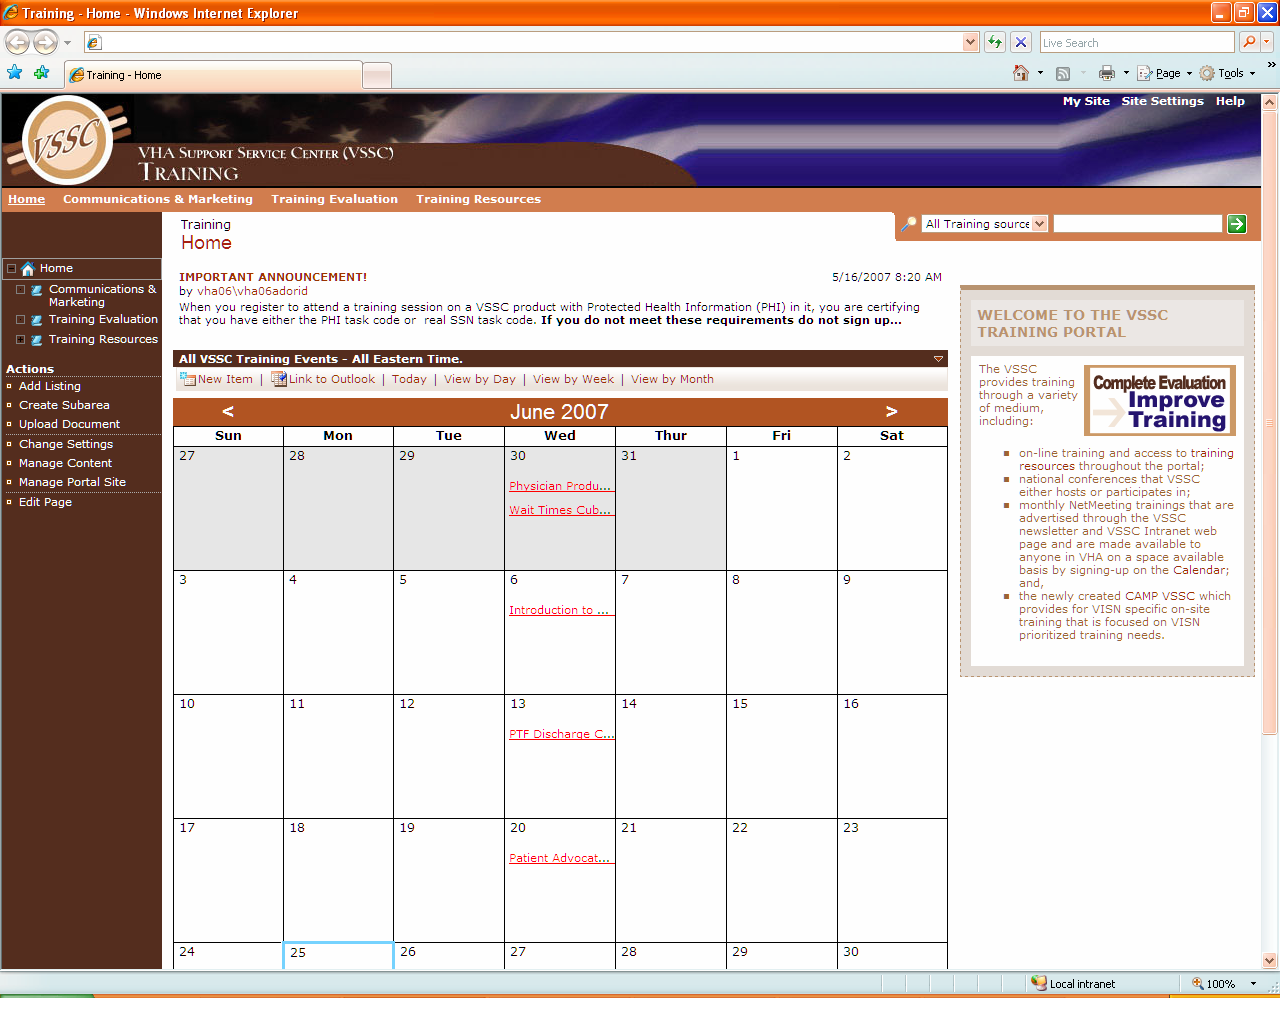 Training - Home - Windows Internet Explorer
Live Search
Training - Home
Page
Tools
My Site Site Settings Help
VSSC
VHA Support Service Center (VSSC)
Training
Home Communications & Marketing Training Evaluation Training Resources
Training
Home
All Training source
Home
Communications &
Marketing
Training Evaluation
Training Resources
Actions
Add Listing
Create Subarea
Upload Document
Change Settings
Manage Content
Manage Portal Site
Edit Page
IMPORTANT ANNOUNCEMENT! 5/16/2007 8:20 AM
by vha06\vha06adorid
When you register to attend a training session on a VSSC product with Protected Health Information (PHI) in it, you are certifying
that you have either the PHI task code or real SSN task code. If you do not meet these requirements do not sign up...
All VSSC Training Events - All Eastern Time.
New Item | Link to Outlook | Today | View by Day | View by Week | View by Month
< June 2007 >
Sun Mon Tue Wed Thur Fri Sat
27 28 29 30 31 1 2
Physician Produ...
Wait Times Cub...
3 4 5 6 7 8 9
Introduction to ...
10 11 12 13 14 15 16
PTF Discharge C...
17 18 19 20 21 22 23
Patient Advocat...
24 25 26 27 28 29 30
WELCOME TO THE VSSC
TRAINING PORTAL
The VSSC
provides training
through a variety
of medium,
including:
Complete Evaluation
Improve
Training
on-line training and access to training
resources throughout the portal;
national conferences that VSSC
either hosts or participates in;
monthly NetMeeting trainings that are
advertised through the VSSC
newsletter and VSSC Intranet web
page and are made available to
anyone in VHA on a space available
basis by signing-up on the Calendar;
and,
the newly created CAMP VSSC which
provides for VISN specific on-site
training that is focused on VISN
prioritized training needs.
Local intranet
100%